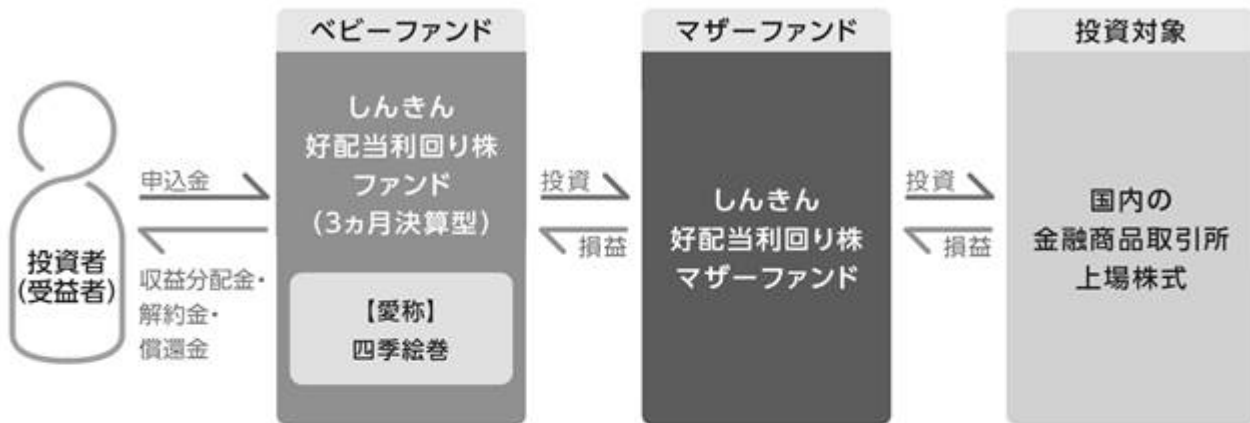 投資者
(受益者)
申込金
収益分配金・
解約金・
償還金
ベビーファンド
しんきん
好配当利回り株
ファンド
(3ヵ月決算型)
【愛称】
四季絵巻
投資
損益
マザーファンド
しんきん
好配当利回り株
マザーファンド
投資
損益
投資対象
国内の
金融商品取引所
上場株式